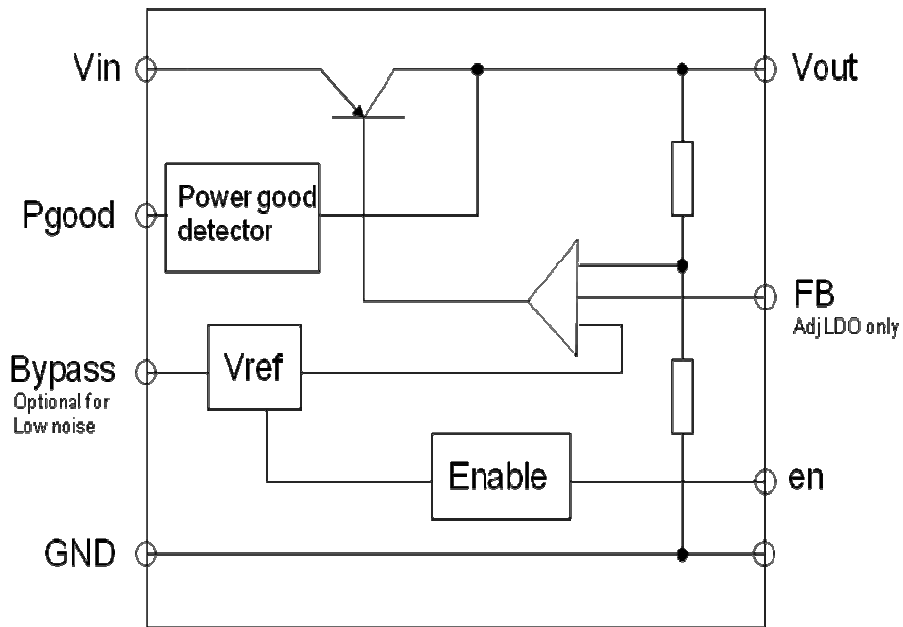 Vin
Vout
Pgood
Power good
detector
FB
Adj LDO only
Bypass
Optional for
Low noise
Vref
Enable
en
GND